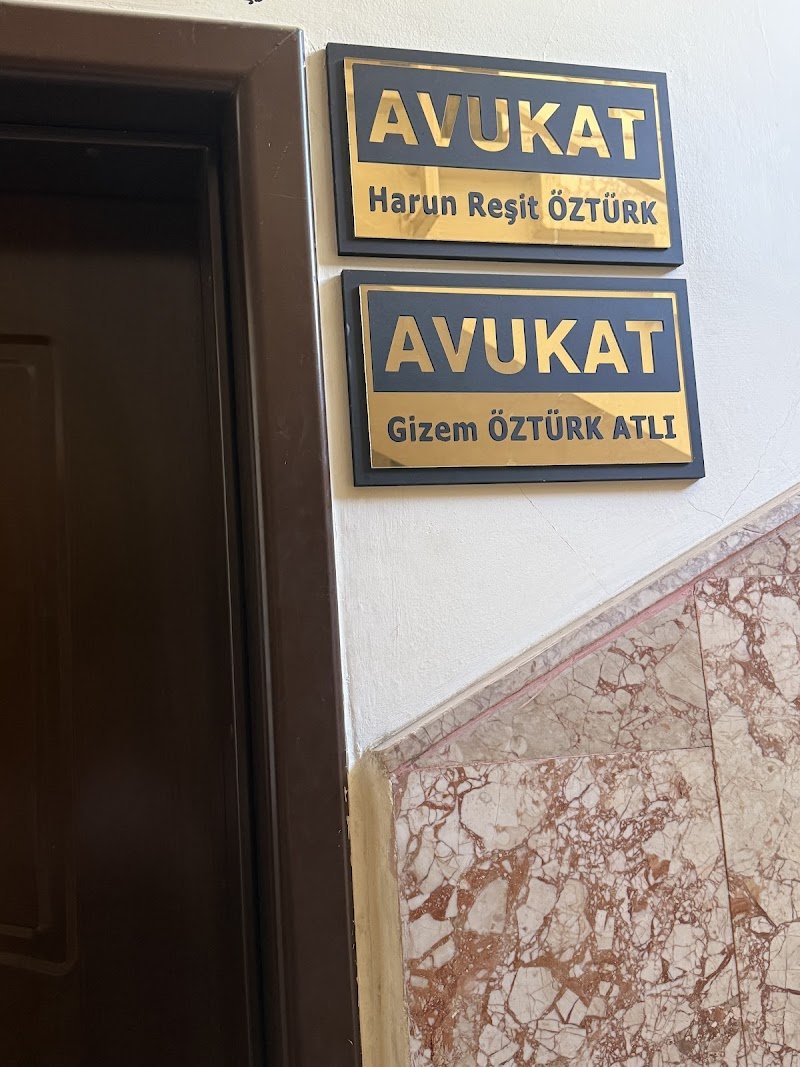 AVUKAT
Harun Reşit ÖZTÜRK
AVUKAT
Gizem ÖZTÜRK ATLI